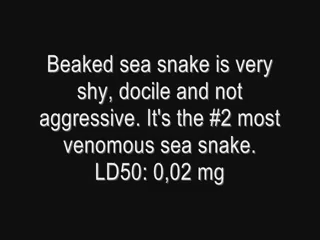 Beaked sea snake is very
shy, docile and not
aggressive. It's the #2 most
venomous sea snake.
LD50: 0,02 mg